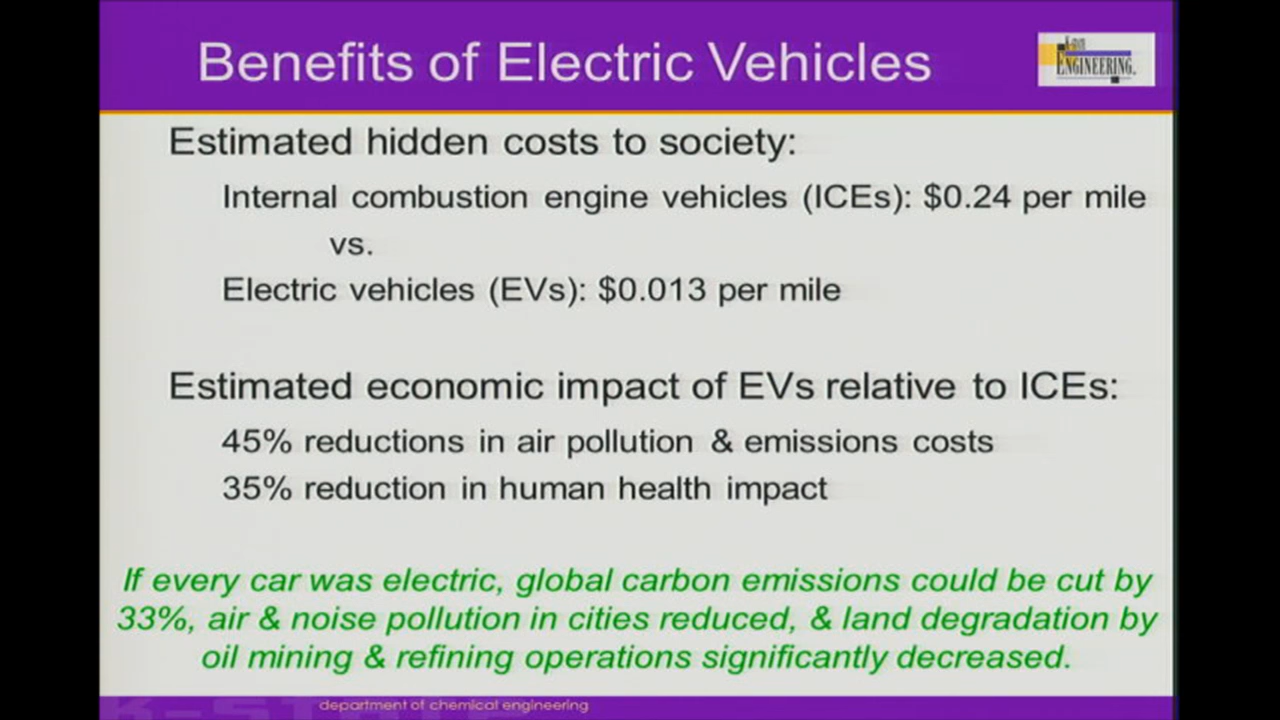 Benefits of Electric Vehicles
ENGINEERING.
Estimated hidden costs to society:
Internal combustion engine vehicles (ICEs): $0.24 per mile
vs.
Electric vehicles (EVs): $0.013 per mile
Estimated economic impact of EVs relative to ICEs:
45% reductions in air pollution & emissions costs
35% reduction in human health impact
If every car was electric, global carbon emissions could be cut by
33%, air & noise pollution in cities reduced, & land degradation by
oil mining & refining operations significantly decreased.
department of chemical engineering